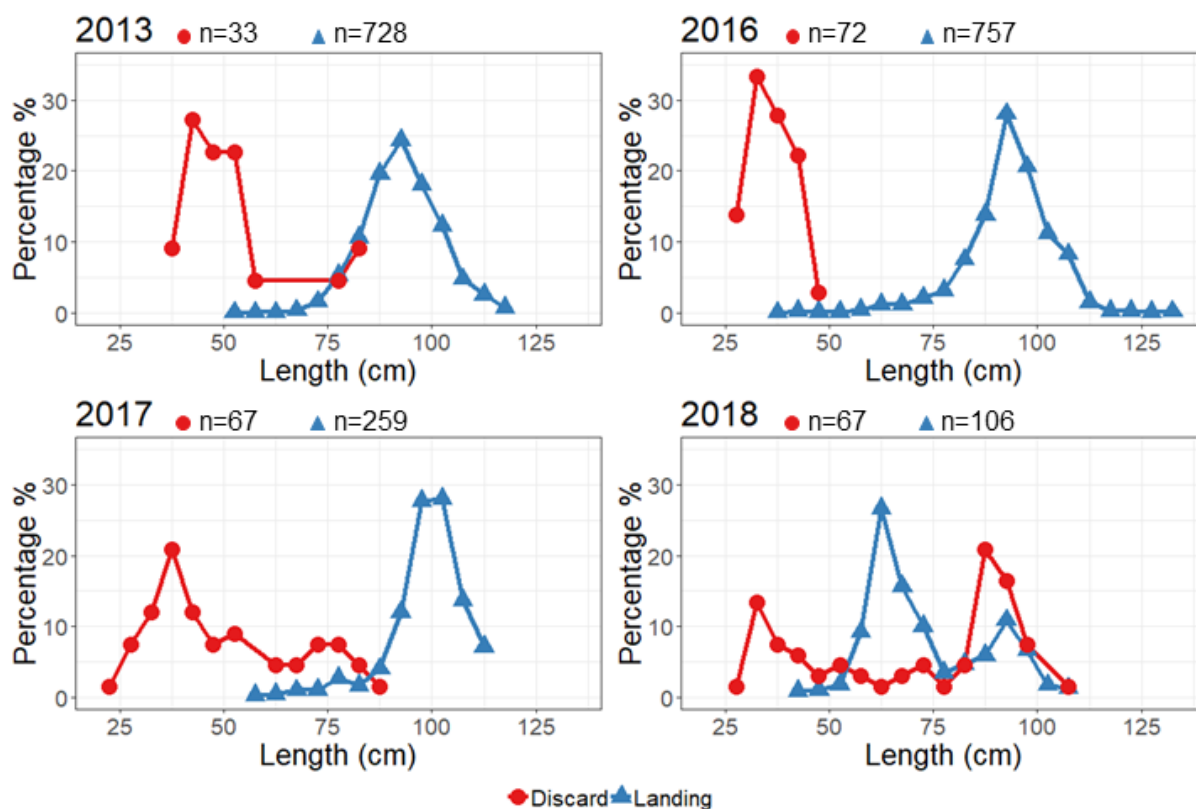 2013 n=33 n=728
2016 n=72 n=757
Percentage %
30
20
10
0
25 50 75 100 125
Length (cm)
Percentage %
30
20
10
0
25 50 75 100 125
Length (cm)
2017 n=67 n=259
2018 n=67 n=106
Percentage %
30
20
10
0
25 50 75 100 125
Length (cm)
Percentage %
30
20
10
0
25 50 75 100 125
Length (cm)
Discard Landing